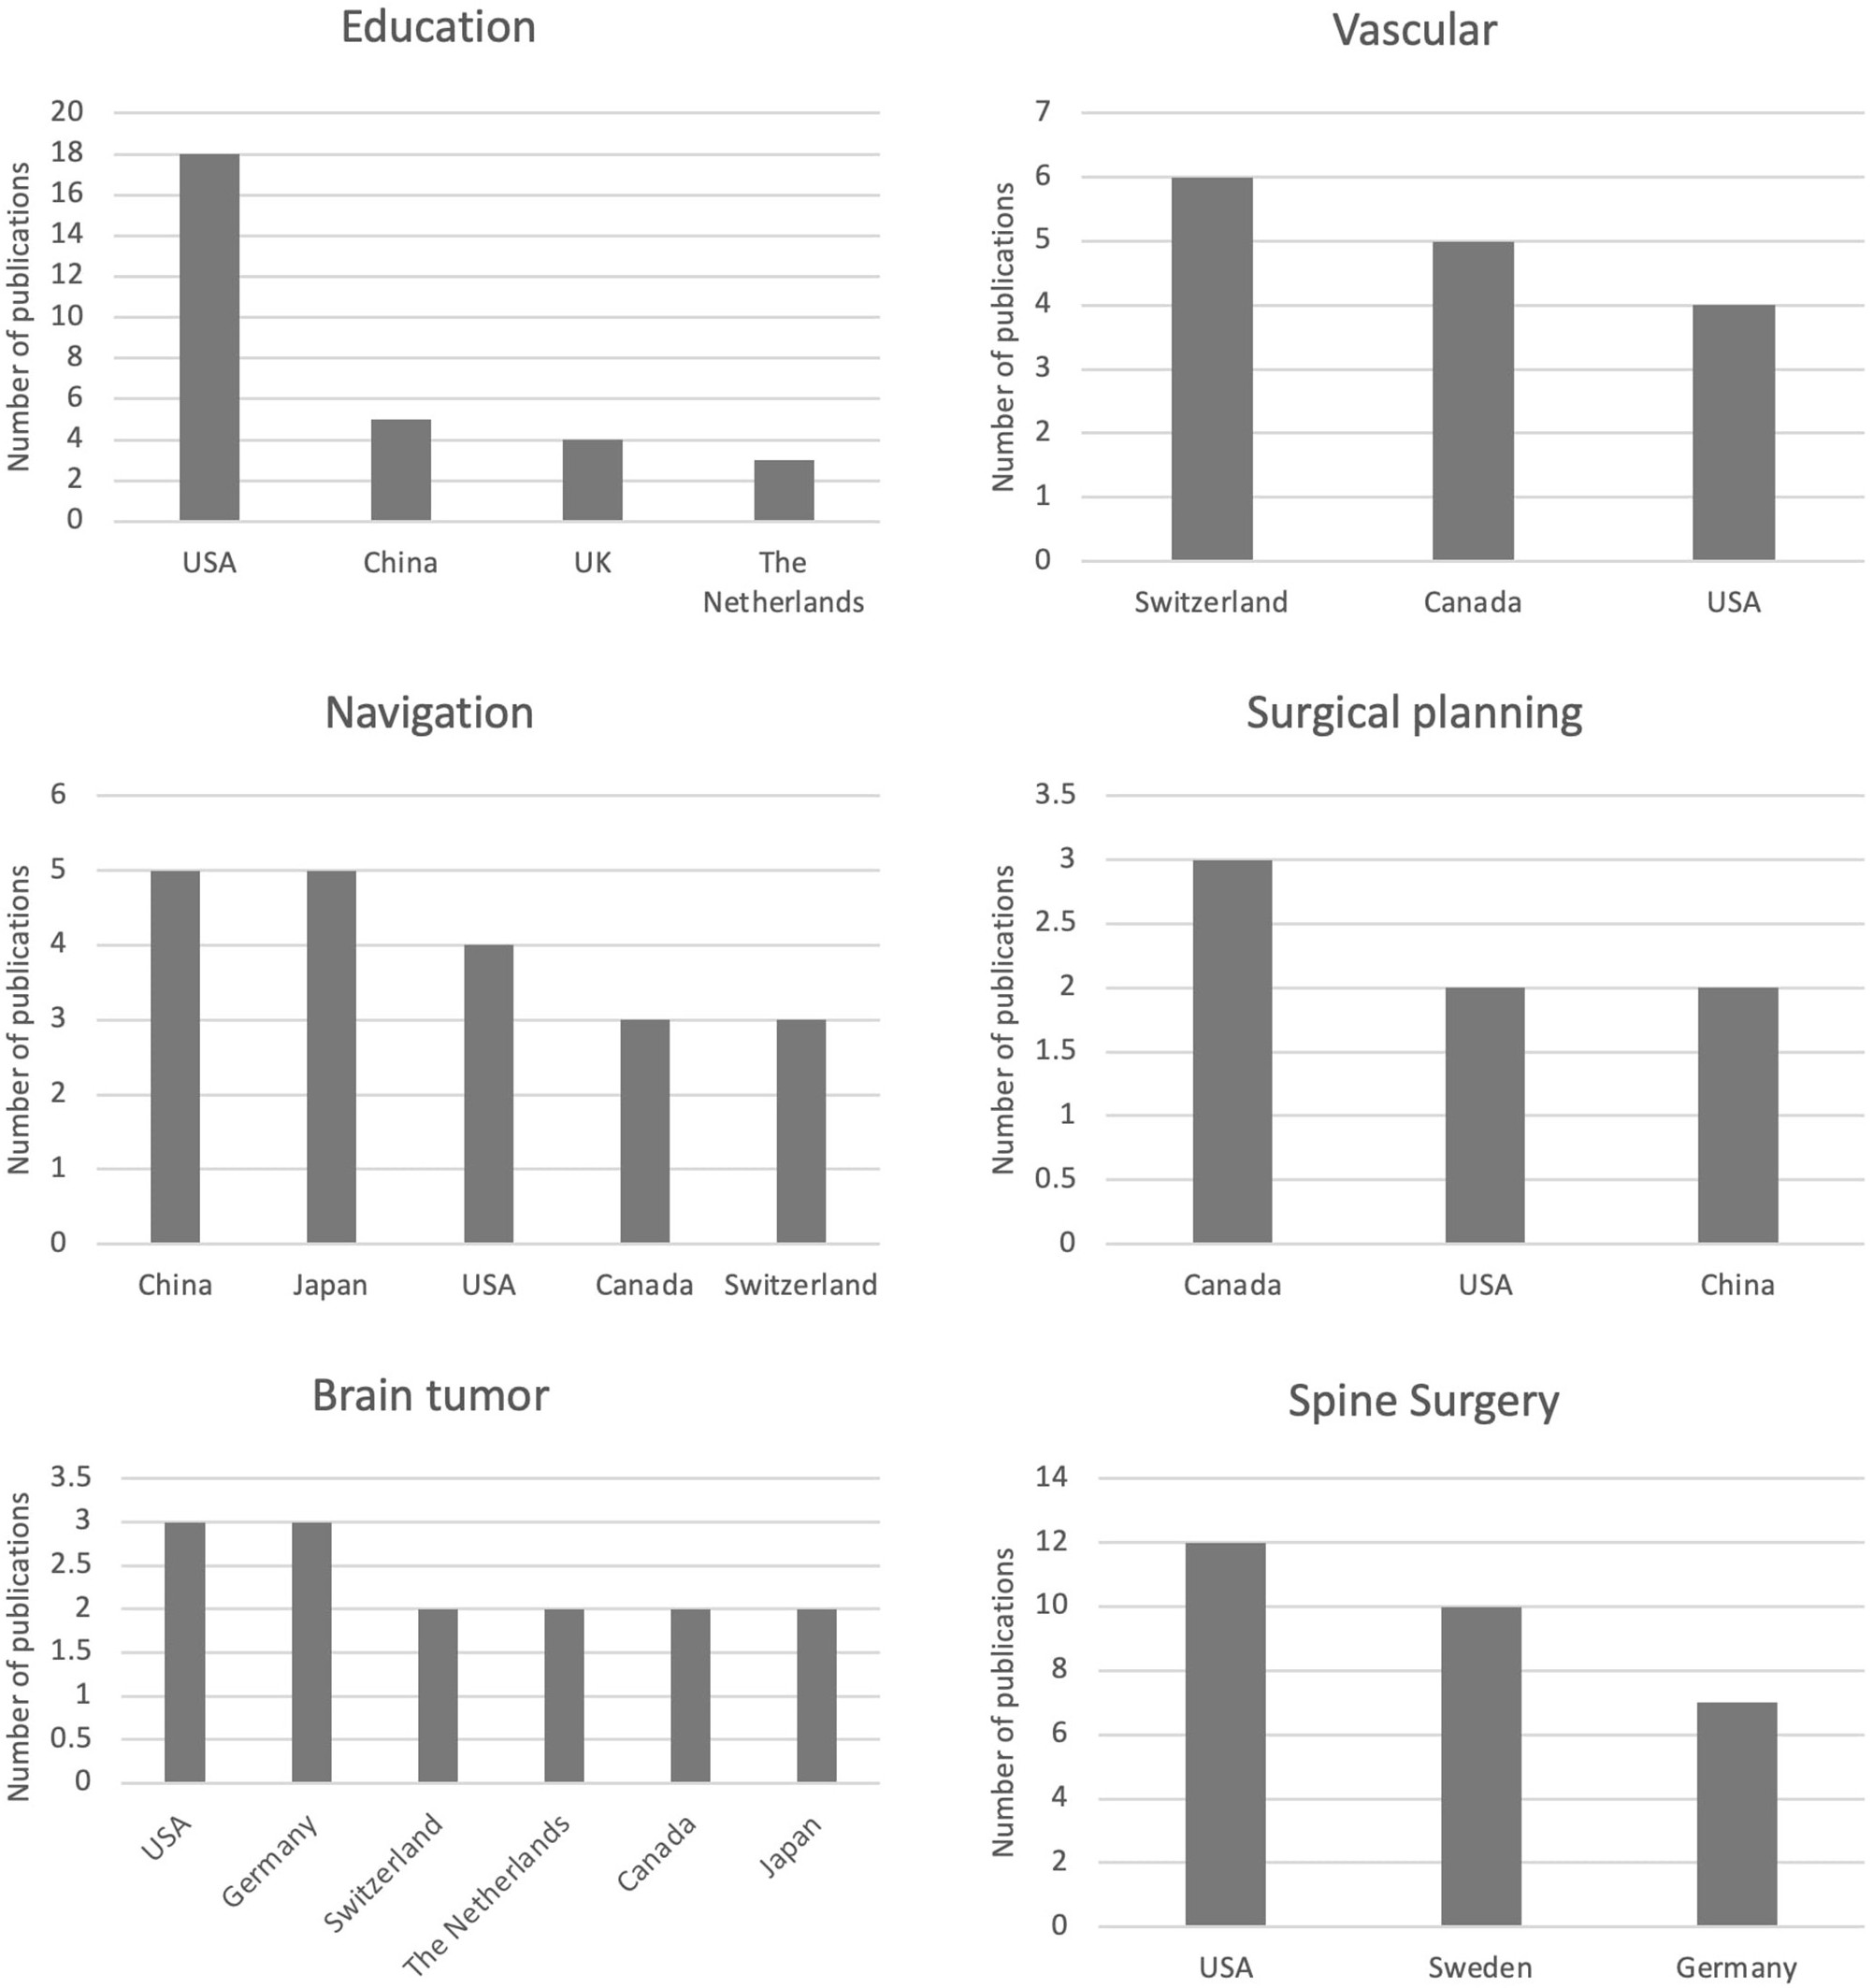 Education
Number of publications
20
18
16
14
12
10
8
6
4
2
0
USA China UK The
Netherlands
Vascular
Number of publications
7
6
5
4
3
2
1
0
Switzerland Canada USA
Navigation
Number of publications
6
5
4
3
2
1
0
China Japan USA Canada Switzerland
Surgical planning
Number of publications
3.5
3
2.5
2
1.5
1
0.5
0
Canada USA China
Brain tumor
Number of publications
3.5
3
2.5
2
1.5
1
0.5
0
USA
Germany
Switzerland
The Netherlands
Canada
Japan
Spine Surgery
Number of publications
14
12
10
8
6
4
2
0
USA Sweden Germany